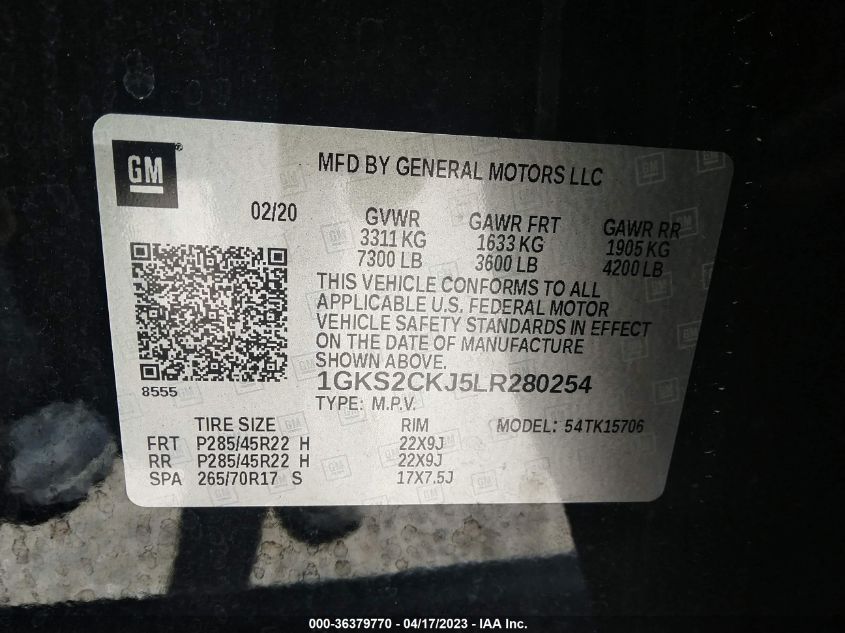 GM
MFD BY GENERAL MOTORS LLC
02/20
GVWR GAWR FRT GAWR RR
3311 KG 1633 KG 1905 KG
7300 LB 3600 LB 4200 LB
THIS VEHICLE CONFORMS TO ALL
APPLICABLE U.S. FEDERAL MOTOR
VEHICLE SAFETY STANDARDS IN EFFECT
ON THE DATE OF MANUFACTURE
SHOWN ABOVE.
1GKS2CKJ5LR280254
8555
TYPE: M.P.V.
TIRE SIZE RIM MODEL: 54TK15706
FRT P285/45R22 H 22X9J
RR P285/45R22 H 22X9J
SPA 265/70R17 S 17X7.5J
000-36379770 - 04/17/2023 - IAA Inc.